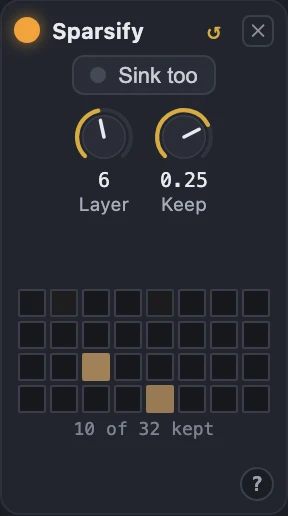 Sparsify ↺ ×
Sink too
6 0.25
Layer Keep
10 of 32 kept
?